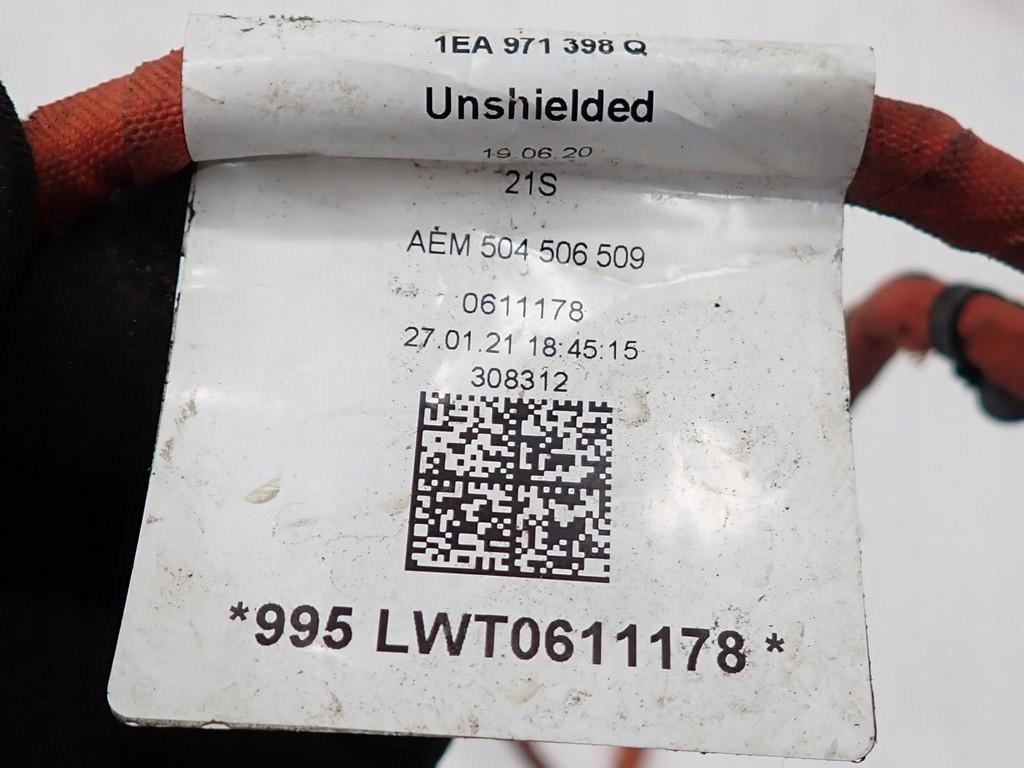 1EA 971 398 Q
Unshielded
19.06.20
21S
AEM 504 506 509
0611178
27.01.21 18:45:15
308312
*995 LWT0611178 *